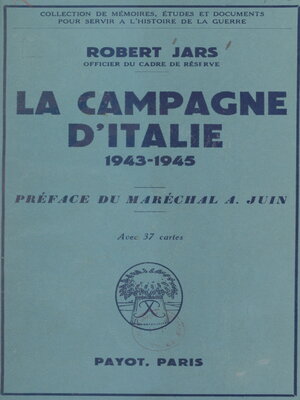 COLLECTION DE MÉMOIRES, ÉTUDES ET DOCUMENTS
POUR SERVIR A L'HISTOIRE DE LA GUERRE
ROBERT JARS
OFFICIER DU CADRE DE RÉSERVE
LA CAMPAGNE
D'ITALIE
1943-1945
PRÉFACE DU MARÉCHAL A. JUIN
Avec 37 cartes
PAYOT, PARIS